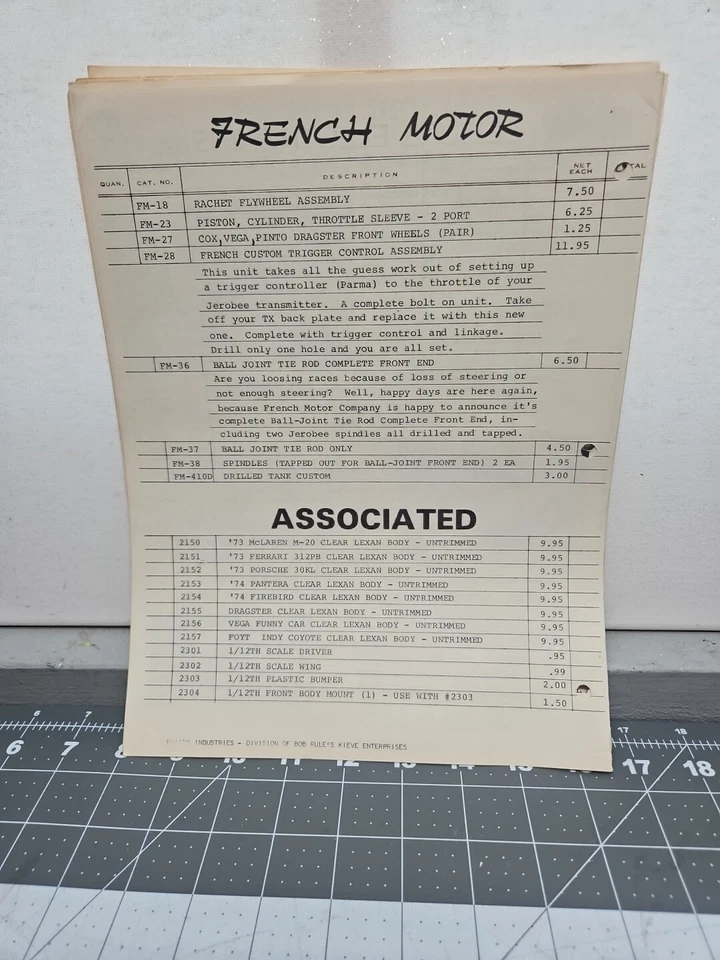 FRENCH MOTOR
QUAN. CAT. NO. DESCRIPTION NET EACH
FM-18 RACHET FLYWHEEL ASSEMBLY 7.50
FM-23 PISTON, CYLINDER, THROTTLE SLEEVE - 2 PORT 6.25
FM-27 COX,VEGA,PINTO DRAGSTER FRONT WHEELS (PAIR) 1.25
FM-28 FRENCH CUSTOM TRIGGER CONTROL ASSEMBLY 11.95
This unit takes all the guess work out of setting up
a trigger controller (Parma) to the throttle of your
Jerobee transmitter. A complete bolt on unit. Take
off your TX back plate and replace it with this new
one. Complete with trigger control and linkage.
Drill only one hole and you are all set.
FM-36 BALL JOINT TIE ROD COMPLETE FRONT END 6.50
Are you loosing races because of loss of steering or
not enough steering? Well, happy days are here again,
because French Motor Company is happy to announce it's
complete Ball-Joint Tie Rod Complete Front End, in-
cluding two Jerobee spindles all drilled and tapped.
FM-37 BALL JOINT TIE ROD ONLY 4.50
FM-38 SPINDLES (TAPPED OUT FOR BALL-JOINT FRONT END) 2 EA 1.95
FM-410D DRILLED TANK CUSTOM 3.00
ASSOCIATED
2150 '73 McLAREN M-20 CLEAR LEXAN BODY - UNTRIMMED 9.95
2151 '73 FERRARI 312PB CLEAR LEXAN BODY - UNTRIMMED 9.95
2152 '73 PORSCHE 30KL CLEAR LEXAN BODY - UNTRIMMED 9.95
2153 '74 PANTERA CLEAR LEXAN BODY - UNTRIMMED 9.95
2154 '74 FIREBIRD CLEAR LEXAN BODY - UNTRIMMED 9.95
2155 DRAGSTER CLEAR LEXAN BODY - UNTRIMMED 9.95
2156 VEGA FUNNY CAR CLEAR LEXAN BODY - UNTRIMMED 9.95
2157 FOYT INDY COYOTE CLEAR LEXAN BODY - UNTRIMMED 9.95
2301 1/12TH SCALE DRIVER .95
2302 1/12TH SCALE WING .99
2303 1/12TH PLASTIC BUMPER 2.00
2304 1/12TH FRONT BODY MOUNT (1) - USE WITH #2303 1.50
INDUSTRIES - DIVISION OF BOB RULE'S KIEVE ENTERPRISES
6 7 17 18
6 7 8 10 12 17 18